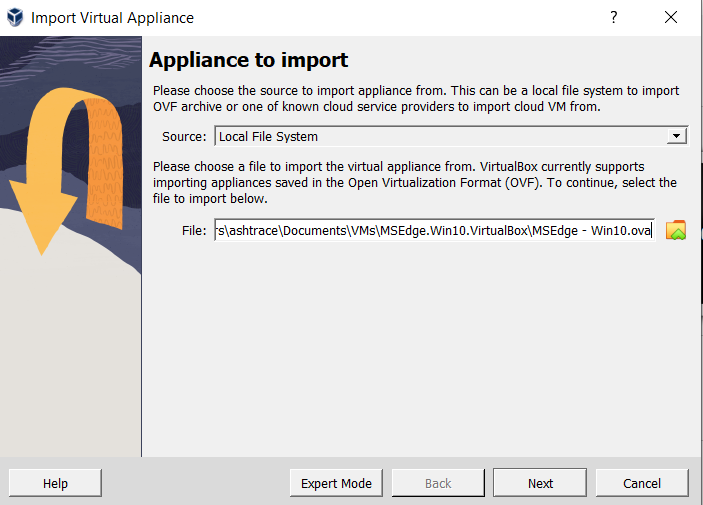 Import Virtual Appliance
?
Appliance to import
Please choose the source to import appliance from. This can be a local file system to import
OVF archive or one of known cloud service providers to import cloud VM from.
Source: Local File System
Please choose a file to import the virtual appliance from. VirtualBox currently supports
importing appliances saved in the Open Virtualization Format (OVF). To continue, select the
file to import below.
File: rs\ashtrace\Documents\VMs\MSEdge.Win10.VirtualBox\MSEdge - Win10.ova
Help Expert Mode Back Next Cancel